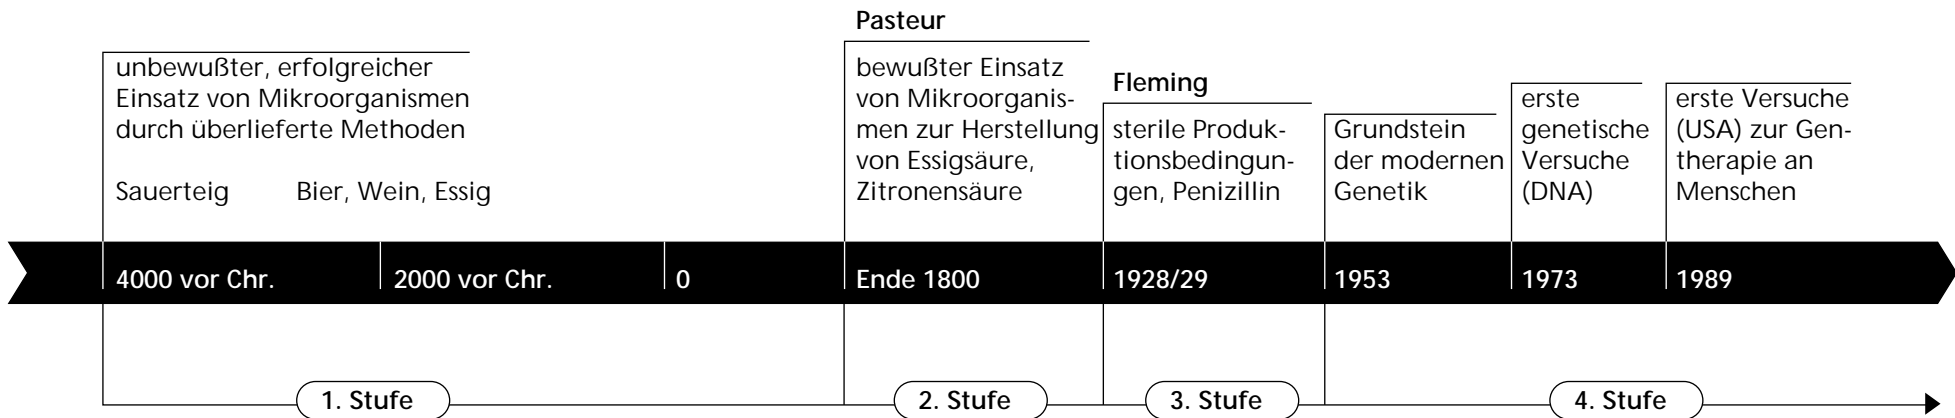 unbewußter, erfolgreicher
Einsatz von Mikroorganismen
durch überlieferte Methoden
Sauerteig Bier, Wein, Essig
Pasteur
bewußter Einsatz
von Mikroorganis-
men zur Herstellung
von Essigsäure,
Zitronensäure
Fleming
sterile Produk-
tionsbedingun-
gen, Penizillin
Grundstein
der modernen
Genetik
erste
genetische
Versuche
(DNA)
erste Versuche
(USA) zur Gen-
therapie an
Menschen
4000 vor Chr. 2000 vor Chr. 0 Ende 1800 1928/29 1953 1973 1989
1. Stufe 2. Stufe 3. Stufe 4. Stufe